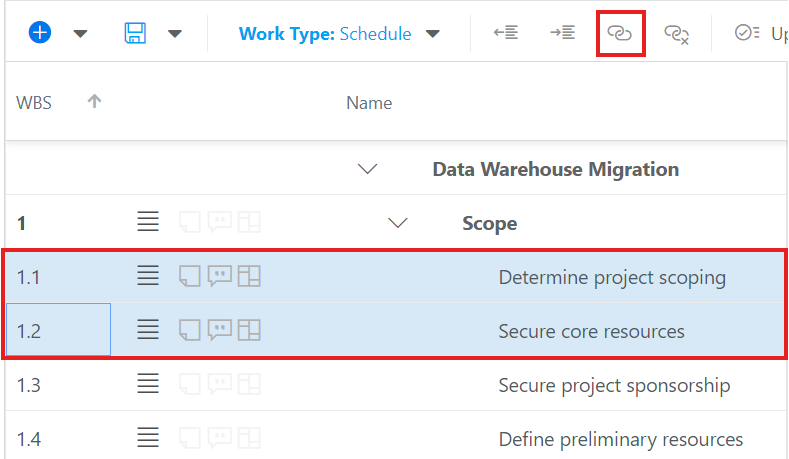 Work Type: Schedule Up
WBS Name
Data Warehouse Migration
1 Scope
1.1 Determine project scoping
1.2 Secure core resources
1.3 Secure project sponsorship
1.4 Define preliminary resources